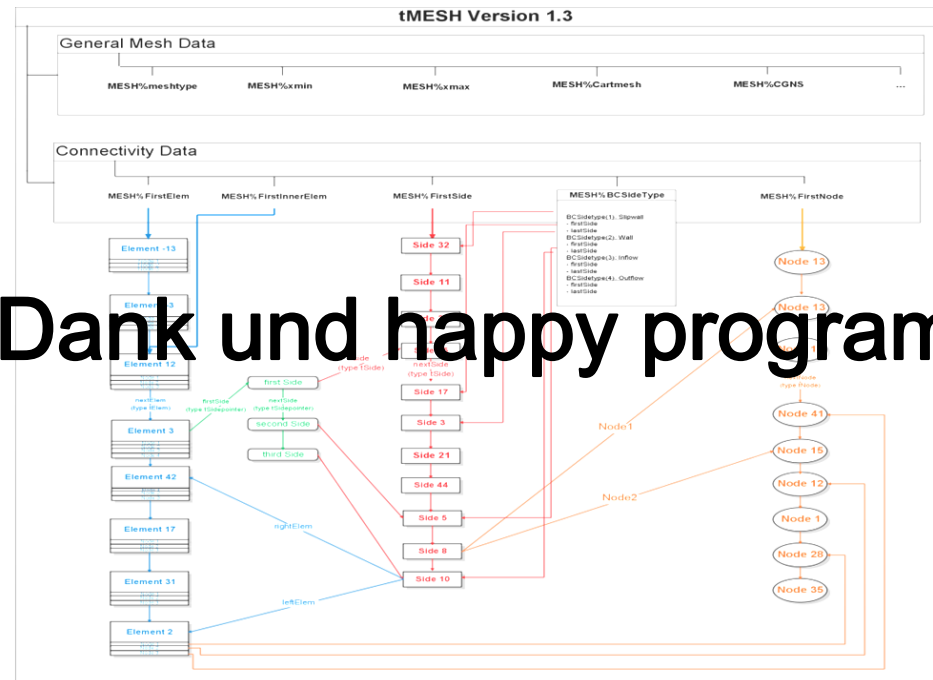 tMESH Version 1.3
General Mesh Data
MESH%meshtype
MESH%xmin
MESH%xmax
MESH%Cartmesh
MESH%CGNS
...
Connectivity Data
MESH%FirstElem
MESH%FirstInnerElem
MESH%FirstSide
MESH%BCSideType
MESH%FirstNode
BCSidetype(1), Slipwall
- firstSide
- lastSide
BCSidetype(2), Wall
- firstSide
- lastSide
BCSidetype(3), Inflow
- firstSide
- lastSide
BCSidetype(4), Outflow
- firstSide
- lastSide
Element -13
Element 12
nextElem
(type tElem)
Element 3
Element 42
Element 17
Element 31
Element 2
firstSide
(type tSidepointer)
first Side
nextSide
(type tSidepointer)
second Side
third Side
(type tSide)
rightElem
leftElem
Side 32
Side 11
nextSide
(type tSide)
Side 17
Side 3
Side 21
Side 44
Side 5
Side 8
Side 10
Node1
Node2
Node 13
Node 13
Node 41
Node 15
Node 12
Node 1
Node 28
Node 35
Dank und happy program